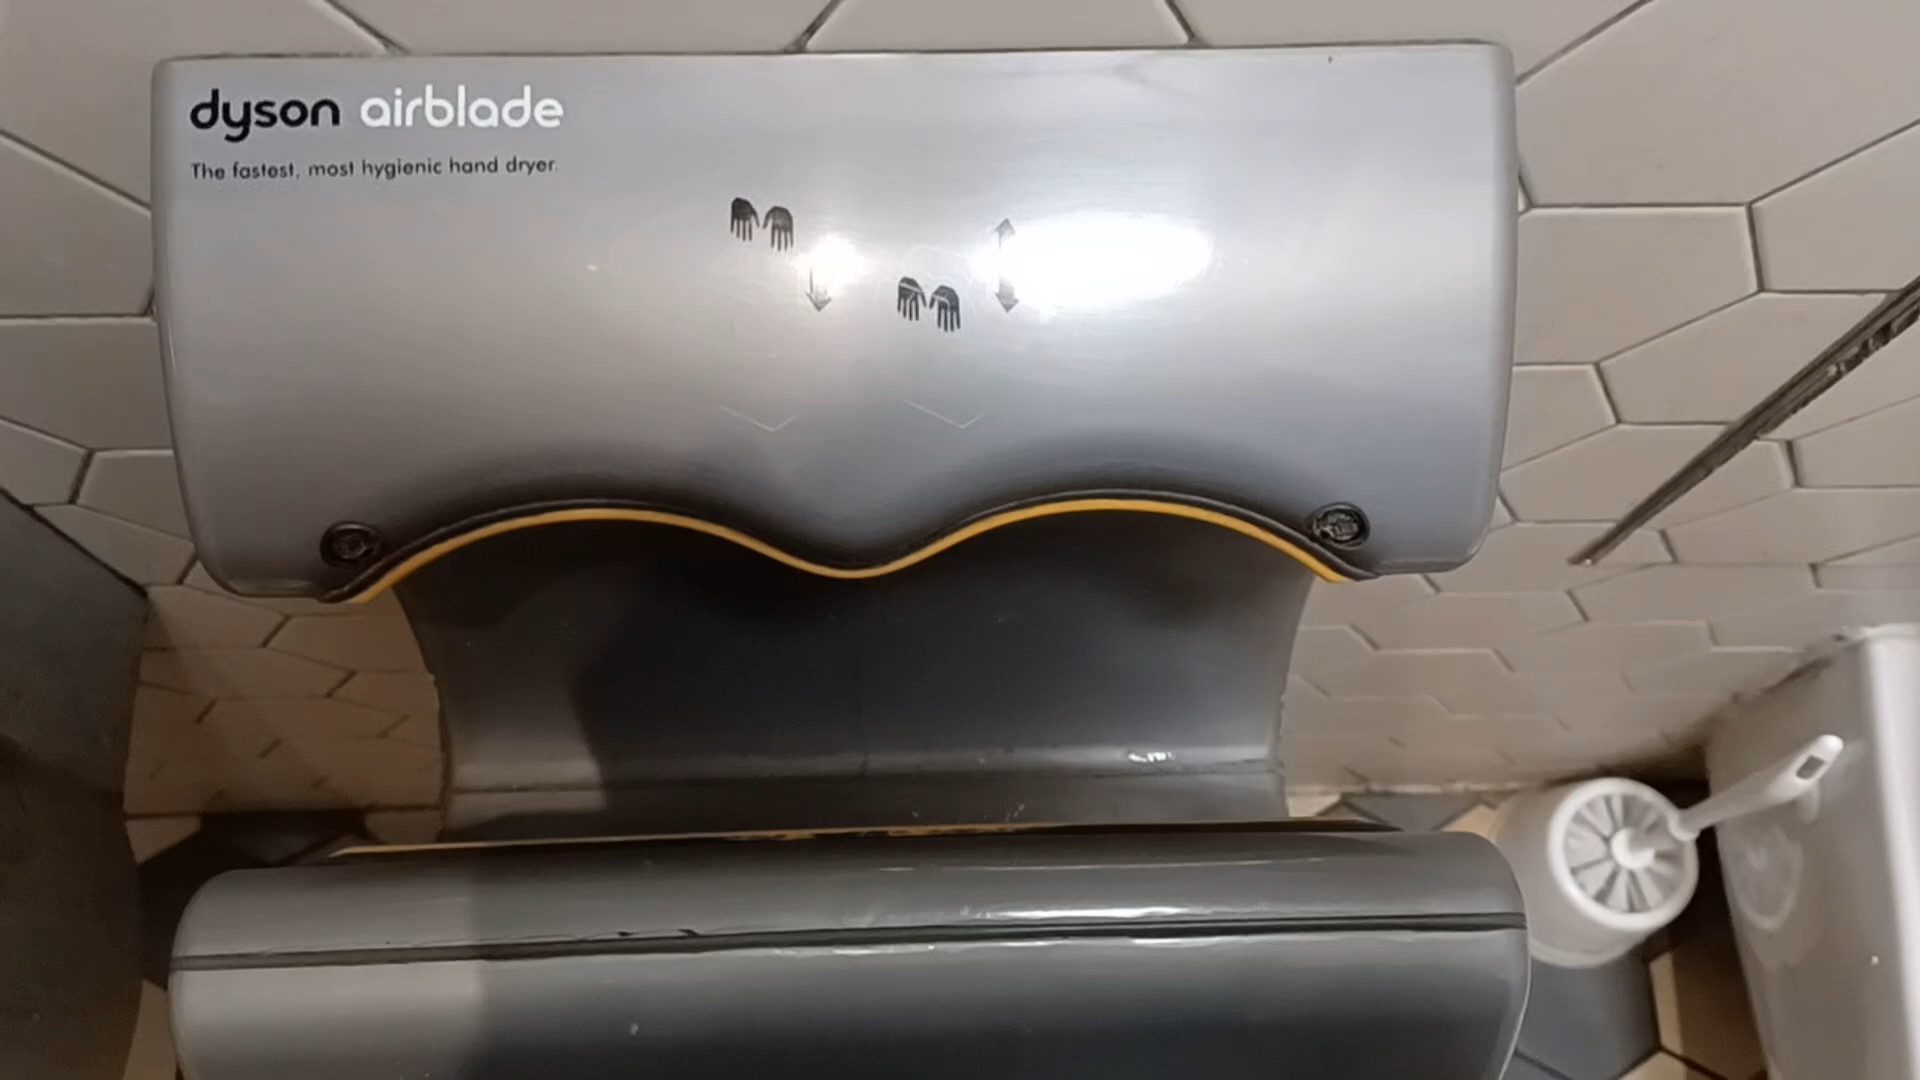 dyson airblade
The fastest, most hygienic hand dryer.